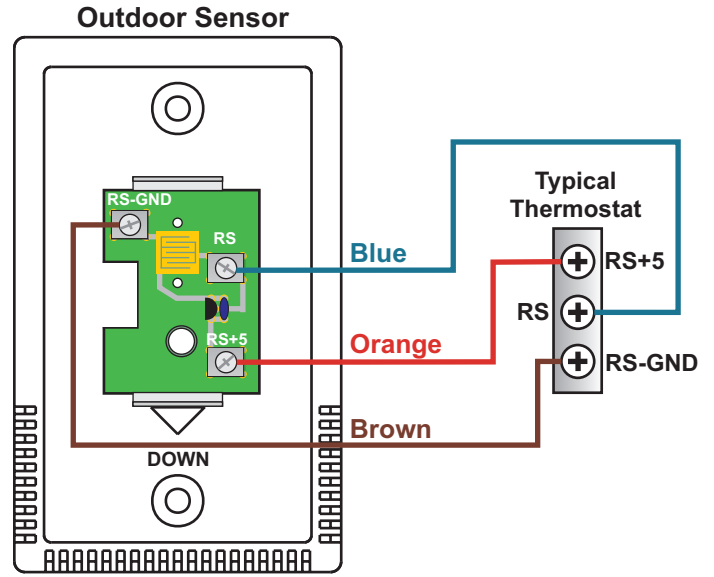 Outdoor Sensor
RS-GND
RS
RS+5
DOWN
Blue
Orange
Brown
Typical
Thermostat
RS+5
RS
RS-GND